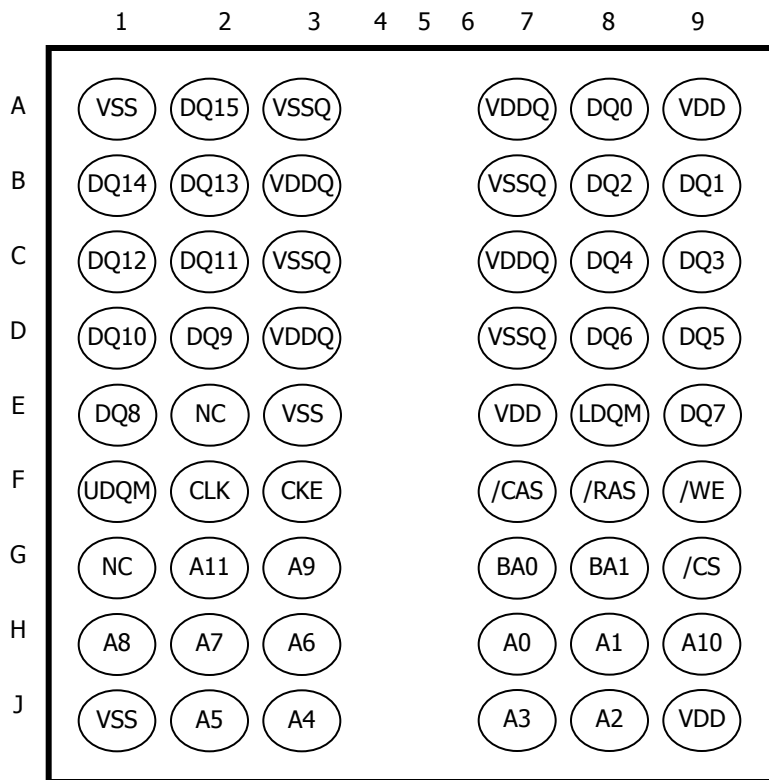 1 2 3 4 5 6 7 8 9
A VSS DQ15 VSSQ VDDQ DQ0 VDD
B DQ14 DQ13 VDDQ VSSQ DQ2 DQ1
C DQ12 DQ11 VSSQ VDDQ DQ4 DQ3
D DQ10 DQ9 VDDQ VSSQ DQ6 DQ5
E DQ8 NC VSS VDD LDQM DQ7
F UDQM CLK CKE /CAS /RAS /WE
G NC A11 A9 BA0 BA1 /CS
H A8 A7 A6 A0 A1 A10
J VSS A5 A4 A3 A2 VDD